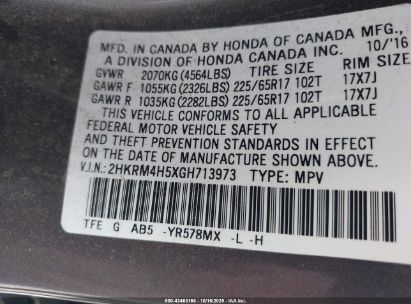 MFD. IN CANADA BY HONDA OF CANADA MFG.,
A DIVISION OF HONDA CANADA INC. 10/'16
GVWR 2070KG(4564LBS) TIRE SIZE RIM SIZE
GAWR F 1055KG(2326LBS) 225/65R17 102T 17X7J
GAWR R 1035KG(2282LBS) 225/65R17 102T 17X7J
THIS VEHICLE CONFORMS TO ALL APPLICABLE
FEDERAL MOTOR VEHICLE SAFETY
AND THEFT PREVENTION STANDARDS IN EFFECT
ON THE DATE OF MANUFACTURE SHOWN ABOVE.
V.I.N.: 2HKRM4H5XGH713973 TYPE: MPV
TFE G AB5 -YR578MX -L -H